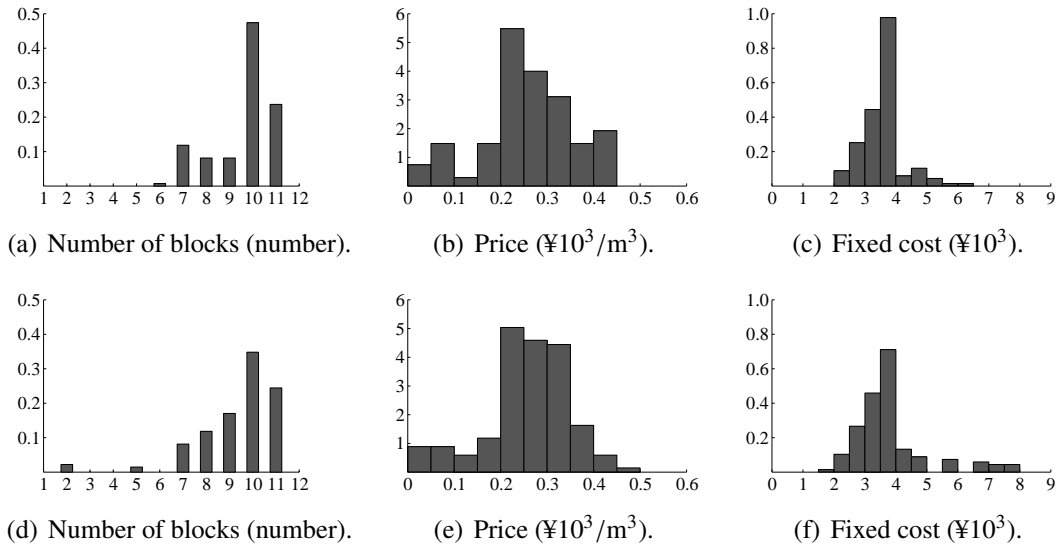 0.5
0.4
0.3
0.2
0.1
1 2 3 4 5 6 7 8 9 10 11 12
(a) Number of blocks (number).
6
5
4
3
2
1
0 0.1 0.2 0.3 0.4 0.5 0.6
(b) Price (¥10³/m³).
1.0
0.8
0.6
0.4
0.2
0 1 2 3 4 5 6 7 8 9
(c) Fixed cost (¥10³).
0.5
0.4
0.3
0.2
0.1
1 2 3 4 5 6 7 8 9 10 11 12
(d) Number of blocks (number).
6
5
4
3
2
1
0 0.1 0.2 0.3 0.4 0.5 0.6
(e) Price (¥10³/m³).
1.0
0.8
0.6
0.4
0.2
0 1 2 3 4 5 6 7 8 9
(f) Fixed cost (¥10³).